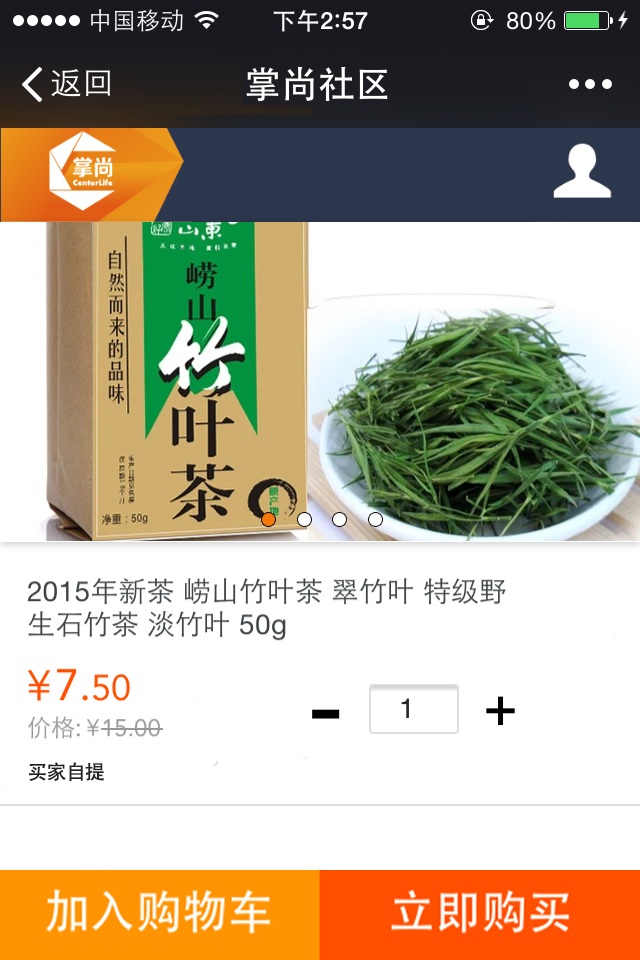 中国移动 下午2:57 80%
返回 掌尚社区
掌尚
CenterLife
自然而来的品味
崂山
竹叶茶
净重：50g
原产地
2015年新茶 崂山竹叶茶 翠竹叶 特级野
生石竹茶 淡竹叶 50g
¥7.50
价格: ¥15.00
1
买家自提
加入购物车 立即购买